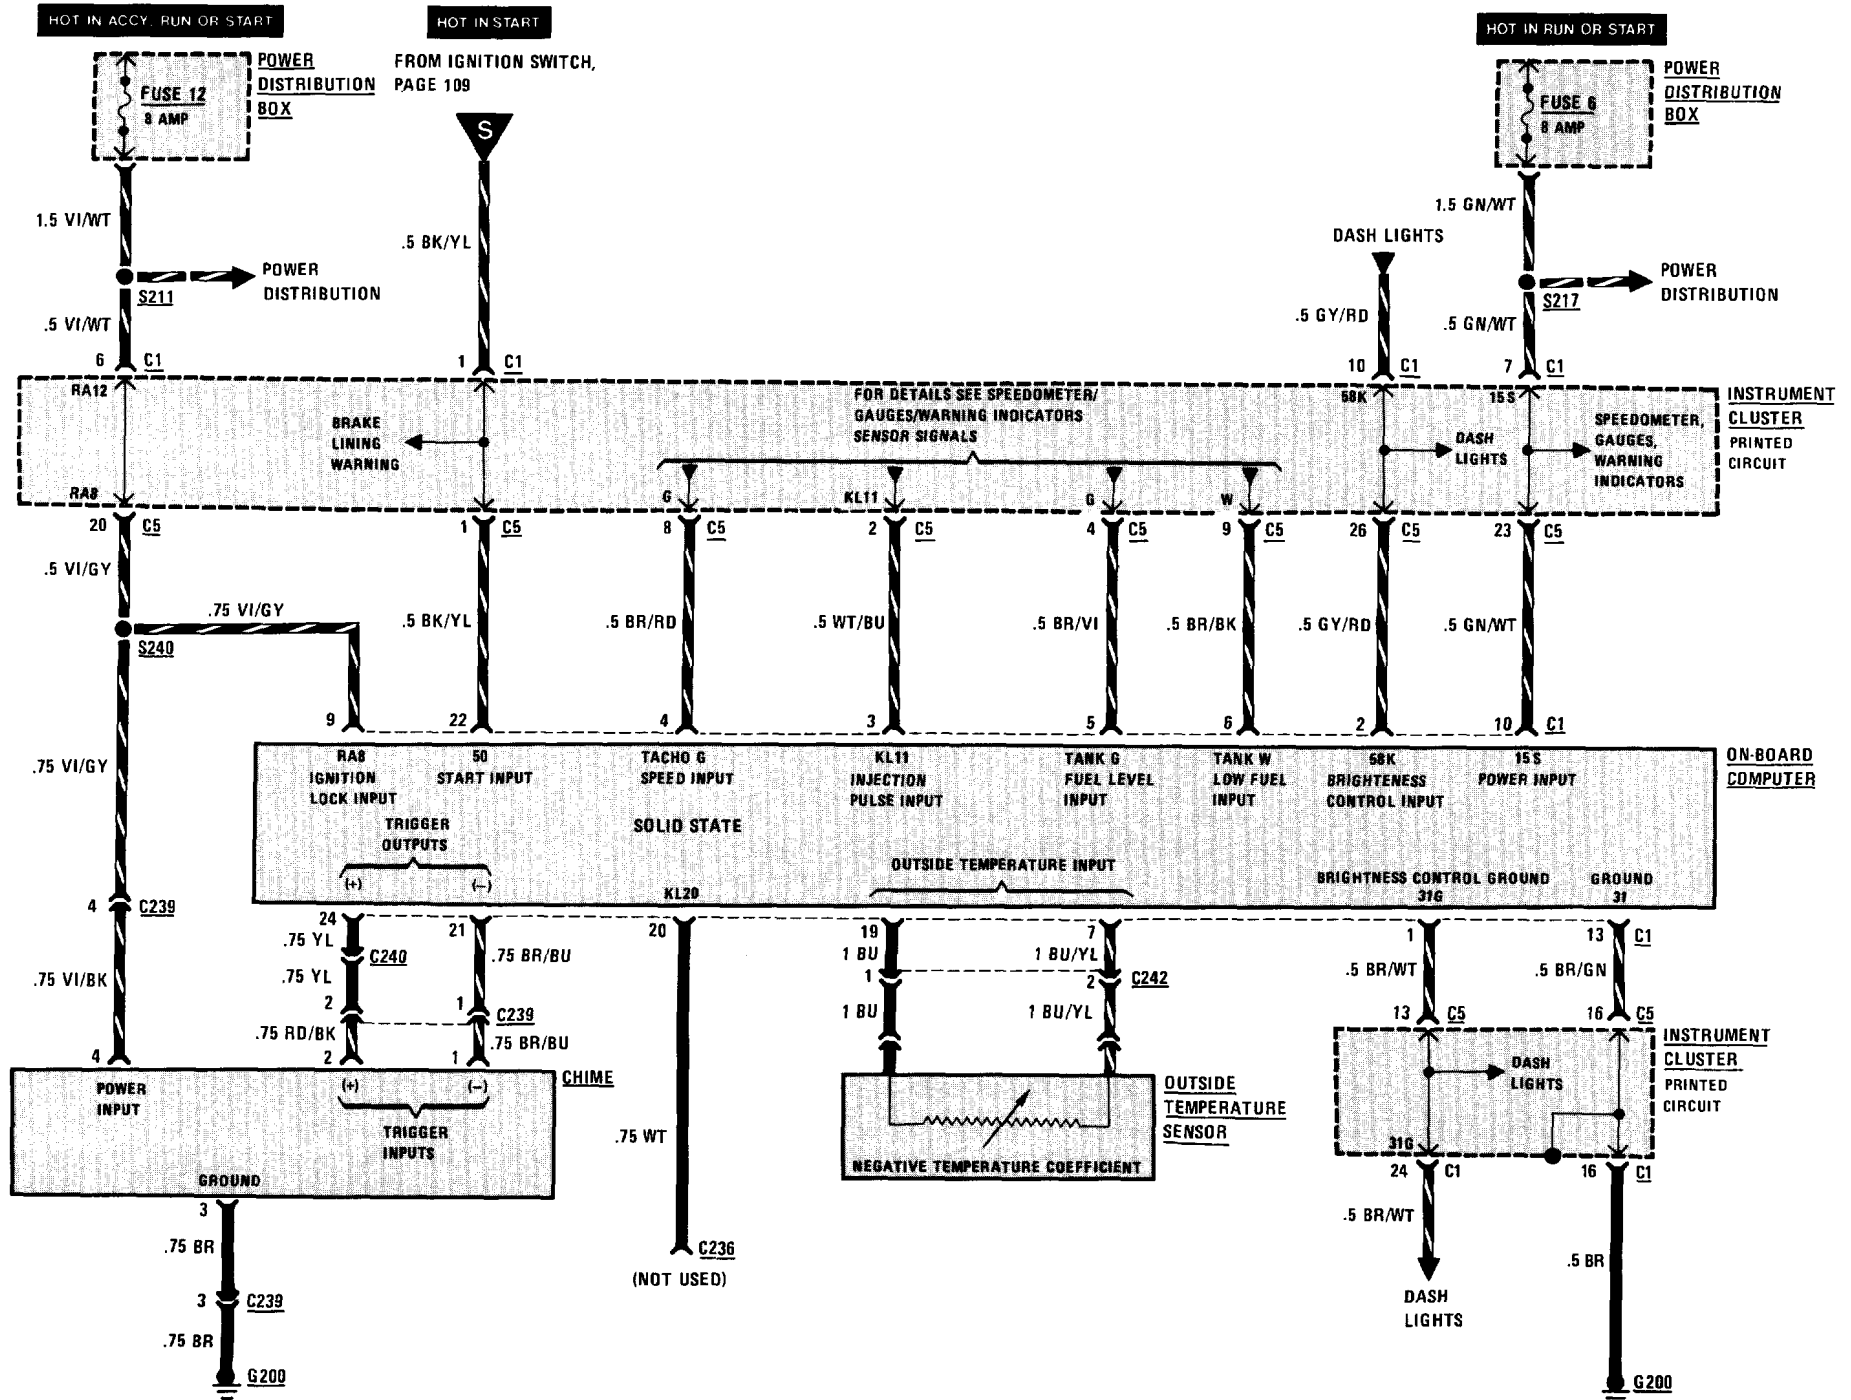 HOT IN ACCY, RUN OR START
HOT IN START
HOT IN RUN OR START
FUSE 12
8 AMP
POWER
DISTRIBUTION
BOX
FROM IGNITION SWITCH,
PAGE 109
S
FUSE 6
8 AMP
POWER
DISTRIBUTION
BOX
1.5 VI/WT
.5 BK/YL
1.5 GN/WT
DASH LIGHTS
S211
POWER
DISTRIBUTION
S217
POWER
DISTRIBUTION
.5 VI/WT
.5 GY/RD
.5 GN/WT
6 C1
1 C1
10 C1
7 C1
RA12
BRAKE
LINING
WARNING
FOR DETAILS SEE SPEEDOMETER/
GAUGES/WARNING INDICATORS
SENSOR SIGNALS
58K
DASH
LIGHTS
15 S
SPEEDOMETER,
GAUGES,
WARNING
INDICATORS
INSTRUMENT
CLUSTER
PRINTED
CIRCUIT
RA8
G
KL11
G
W
20 C5
1 C5
8 C5
2 C5
4 C5
9 C5
26 C5
23 C5
.5 VI/GY
.75 VI/GY
S240
.5 BK/YL
.5 BR/RD
.5 WT/BU
.5 BR/VI
.5 BR/BK
.5 GY/RD
.5 GN/WT
9
22
4
3
5
6
2
10 C1
.75 VI/GY
RA8
IGNITION
LOCK INPUT
50
START INPUT
TACHO G
SPEED INPUT
KL11
INJECTION
PULSE INPUT
TANK G
FUEL LEVEL
INPUT
TANK W
LOW FUEL
INPUT
58K
BRIGHTENESS
CONTROL INPUT
15 S
POWER INPUT
ON-BOARD
COMPUTER
TRIGGER
OUTPUTS
SOLID STATE
OUTSIDE TEMPERATURE INPUT
(+)
(−)
KL20
BRIGHTNESS CONTROL GROUND
31G
GROUND
31
4 C239
24
21
20
19
7
1
13 C1
.75 YL
C240
.75 YL
.75 BR/BU
1 BU
1 BU/YL
1
2 C242
.5 BR/WT
.5 BR/GN
.75 VI/BK
2
1 C239
1 BU
1 BU/YL
13 C5
16 C5
.75 RD/BK
.75 BR/BU
4
2
1
POWER
INPUT
(+)
(−)
TRIGGER
INPUTS
CHIME
GROUND
.75 WT
NEGATIVE TEMPERATURE COEFFICIENT
OUTSIDE
TEMPERATURE
SENSOR
DASH
LIGHTS
31G
INSTRUMENT
CLUSTER
PRINTED
CIRCUIT
24 C1
16 C1
3
.75 BR
C236
(NOT USED)
.5 BR/WT
.5 BR
3 C239
.75 BR
DASH
LIGHTS
G200
G200